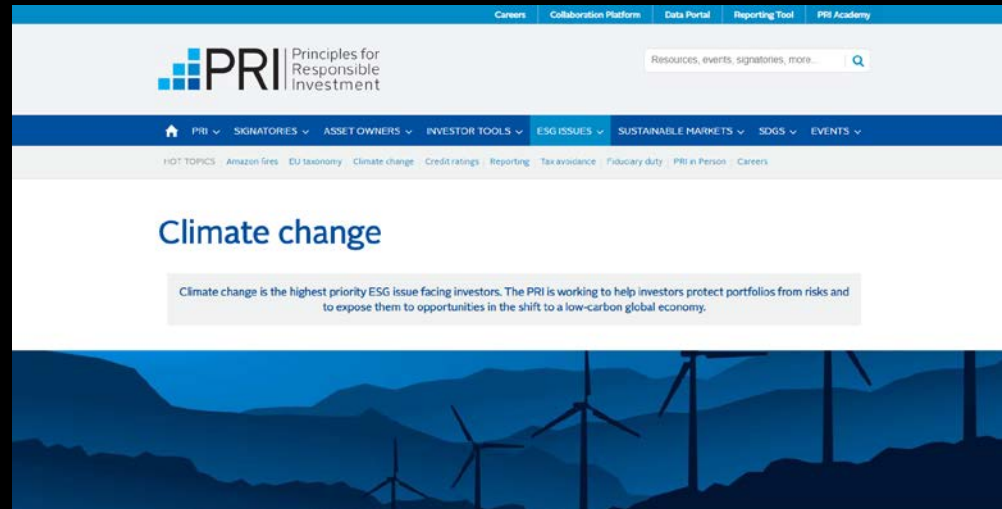 Careers Collaboration Platform Data Portal Reporting Tool PRI Academy
PRI Principles for
Responsible
Investment
Resources, events, signatories, more...
PRI SIGNATORIES ASSET OWNERS INVESTOR TOOLS ESG ISSUES SUSTAINABLE MARKETS SDGS EVENTS
HOT TOPICS Amazon fires EU taxonomy Climate change Credit ratings Reporting Tax avoidance Fiduciary duty PRI in Person Careers
Climate change
Climate change is the highest priority ESG issue facing investors. The PRI is working to help investors protect portfolios from risks and
to expose them to opportunities in the shift to a low-carbon global economy.